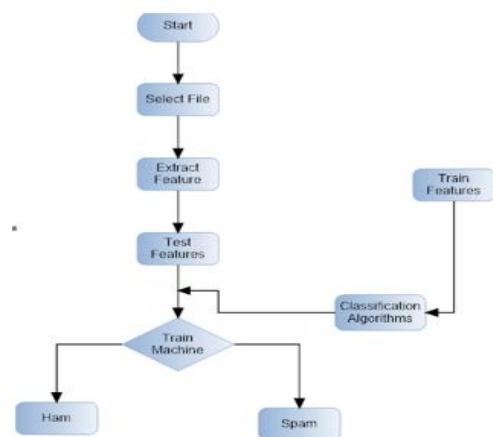 Start
Select File
Extract
Feature
Train
Features
Test
Features
Classification
Algorithms
Train
Machine
Ham
Spam